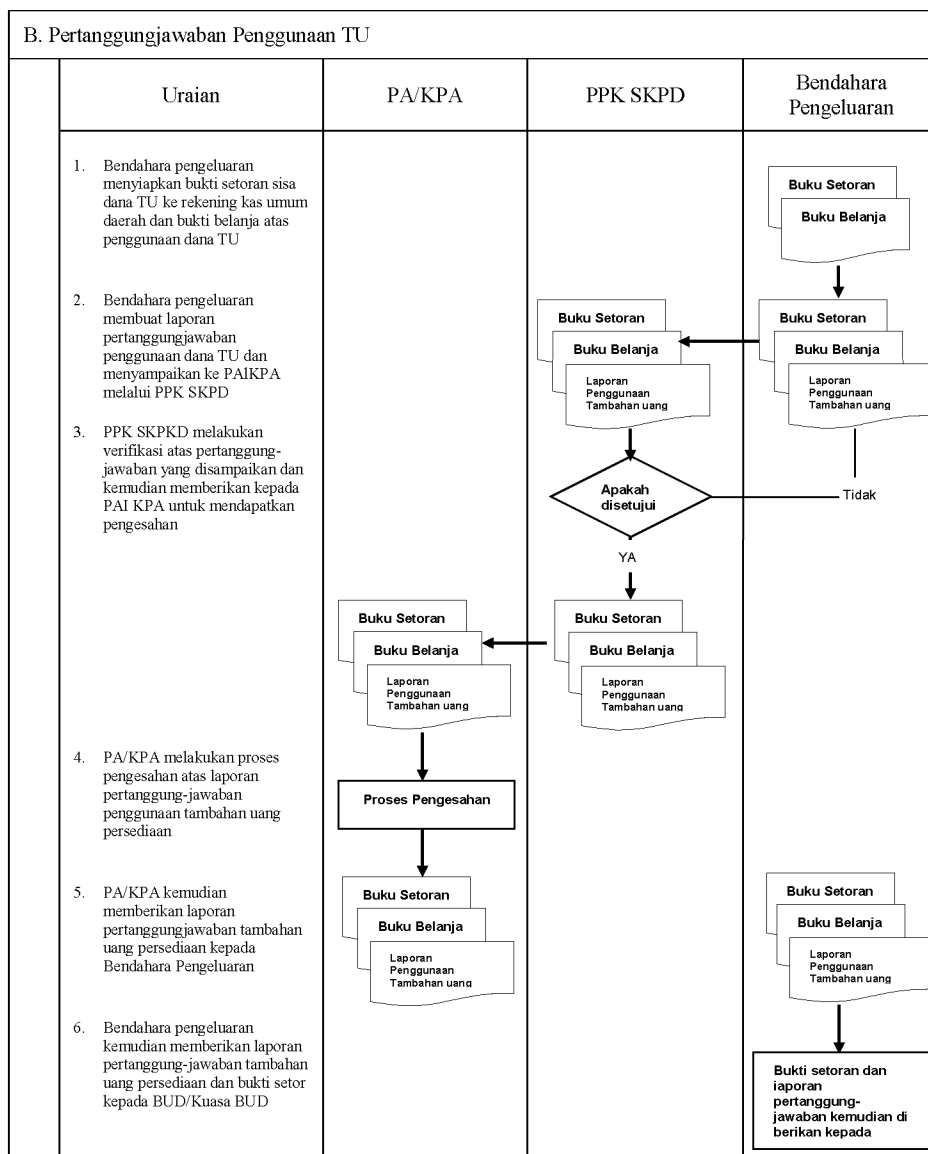 B. Pertanggungjawaban Penggunaan TU
Uraian
PA/KPA
PPK SKPD
Bendahara
Pengeluaran
1. Bendahara pengeluaran
menyiapkan bukti setoran sisa
dana TU ke rekening kas umum
daerah dan bukti belanja atas
penggunaan dana TU
Buku Setoran
Buku Belanja
2. Bendahara pengeluaran
membuat laporan
pertanggungjawaban
penggunaan dana TU dan
menyampaikan ke PAlKPA
melalui PPK SKPD
Buku Setoran
Buku Belanja
Laporan
Penggunaan
Tambahan uang
Buku Setoran
Buku Belanja
Laporan
Penggunaan
Tambahan uang
3. PPK SKPKD melakukan
verifikasi atas pertanggung-
jawaban yang disampaikan dan
kemudian memberikan kepada
PAI KPA untuk mendapatkan
pengesahan
Apakah
disetujui
Tidak
YA
Buku Setoran
Buku Belanja
Laporan
Penggunaan
Tambahan uang
Buku Setoran
Buku Belanja
Laporan
Penggunaan
Tambahan uang
4. PA/KPA melakukan proses
pengesahan atas laporan
pertanggung-jawaban
penggunaan tambahan uang
persediaan
Proses Pengesahan
5. PA/KPA kemudian
memberikan laporan
pertanggungjawaban tambahan
uang persediaan kepada
Bendahara Pengeluaran
Buku Setoran
Buku Belanja
Laporan
Penggunaan
Tambahan uang
Buku Setoran
Buku Belanja
Laporan
Penggunaan
Tambahan uang
6. Bendahara pengeluaran
kemudian memberikan laporan
pertanggung-jawaban tambahan
uang persediaan dan bukti setor
kepada BUD/Kuasa BUD
Bukti setoran dan
iaporan
pertanggung-
jawaban kemudian di
berikan kepada